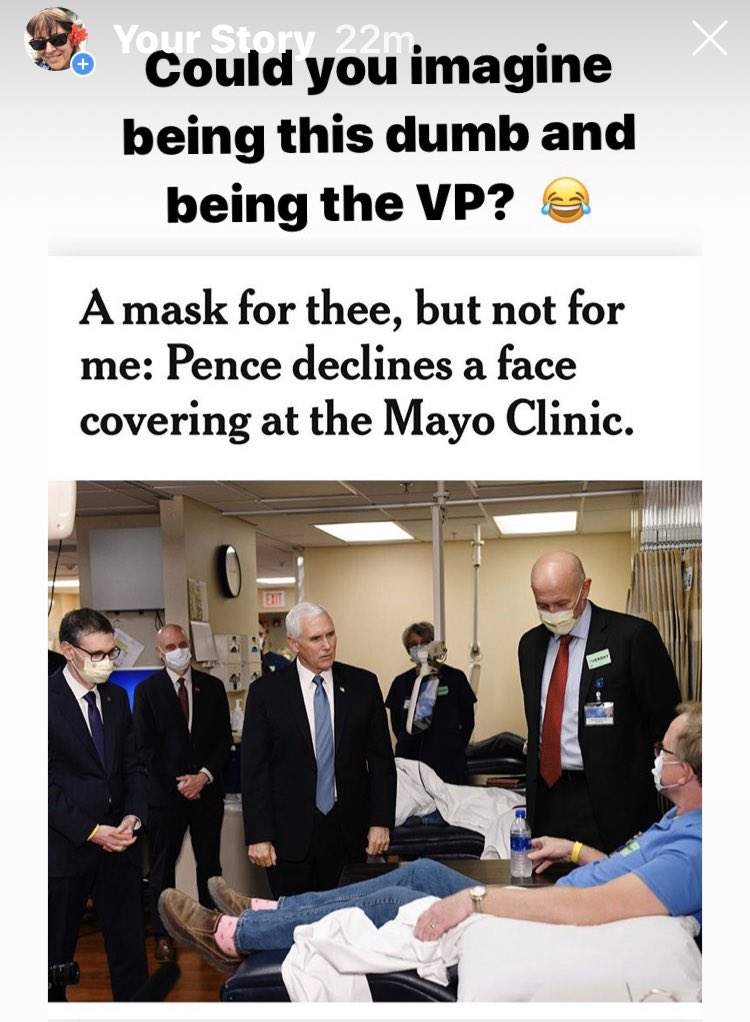 Your Story 22m
Could you imagine
being this dumb and
being the VP? 😂
A mask for thee, but not for
me: Pence declines a face
covering at the Mayo Clinic.
EXIT